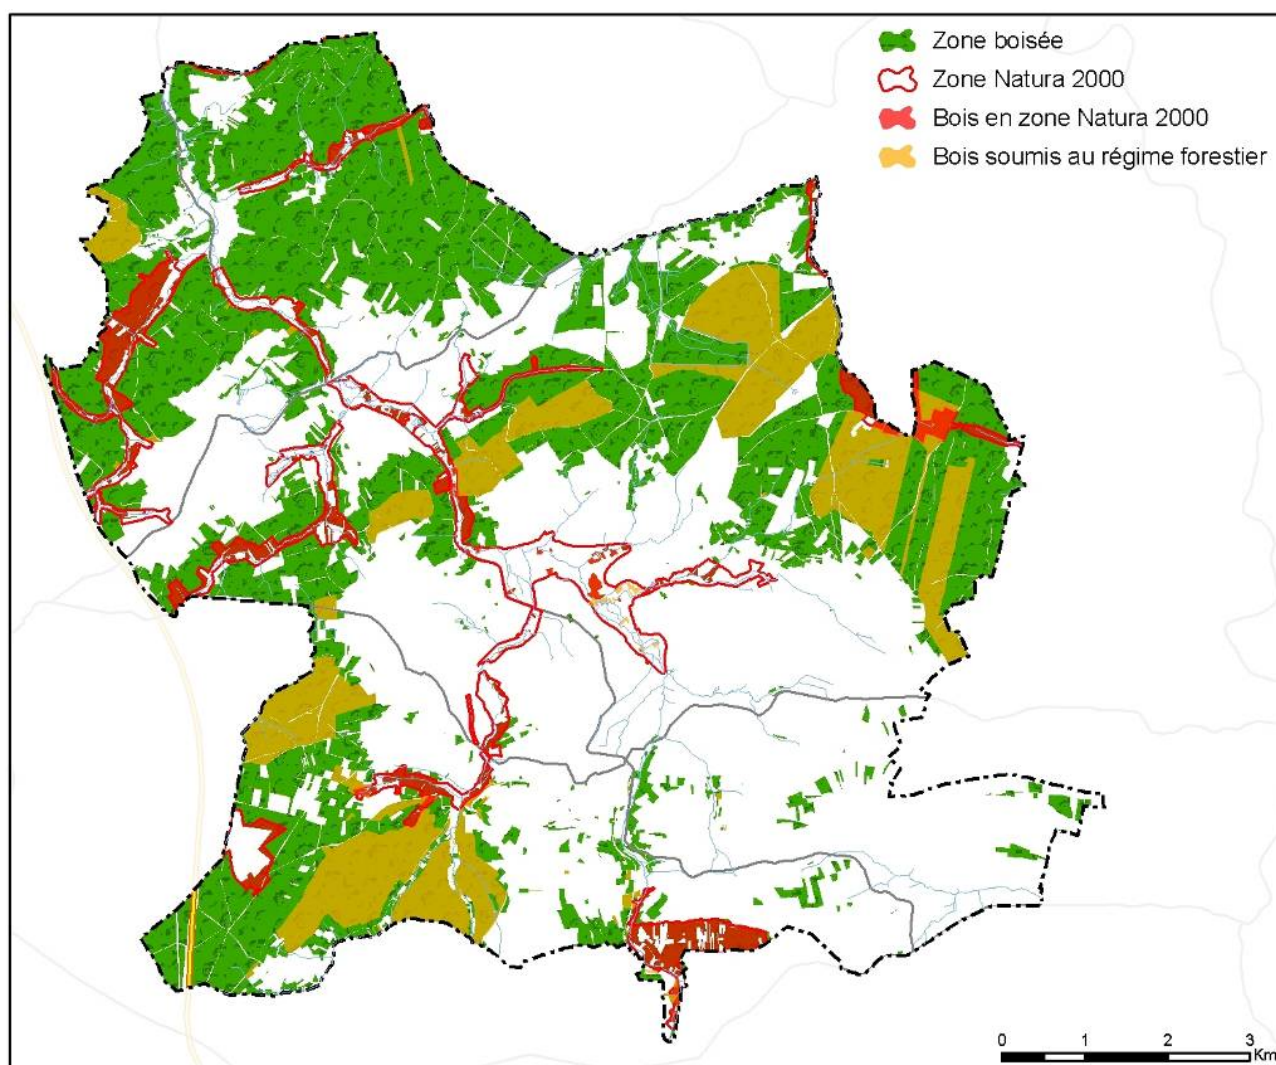 Zone boisée
Zone Natura 2000
Bois en zone Natura 2000
Bois soumis au régime forestier
0 1 2 3
Km